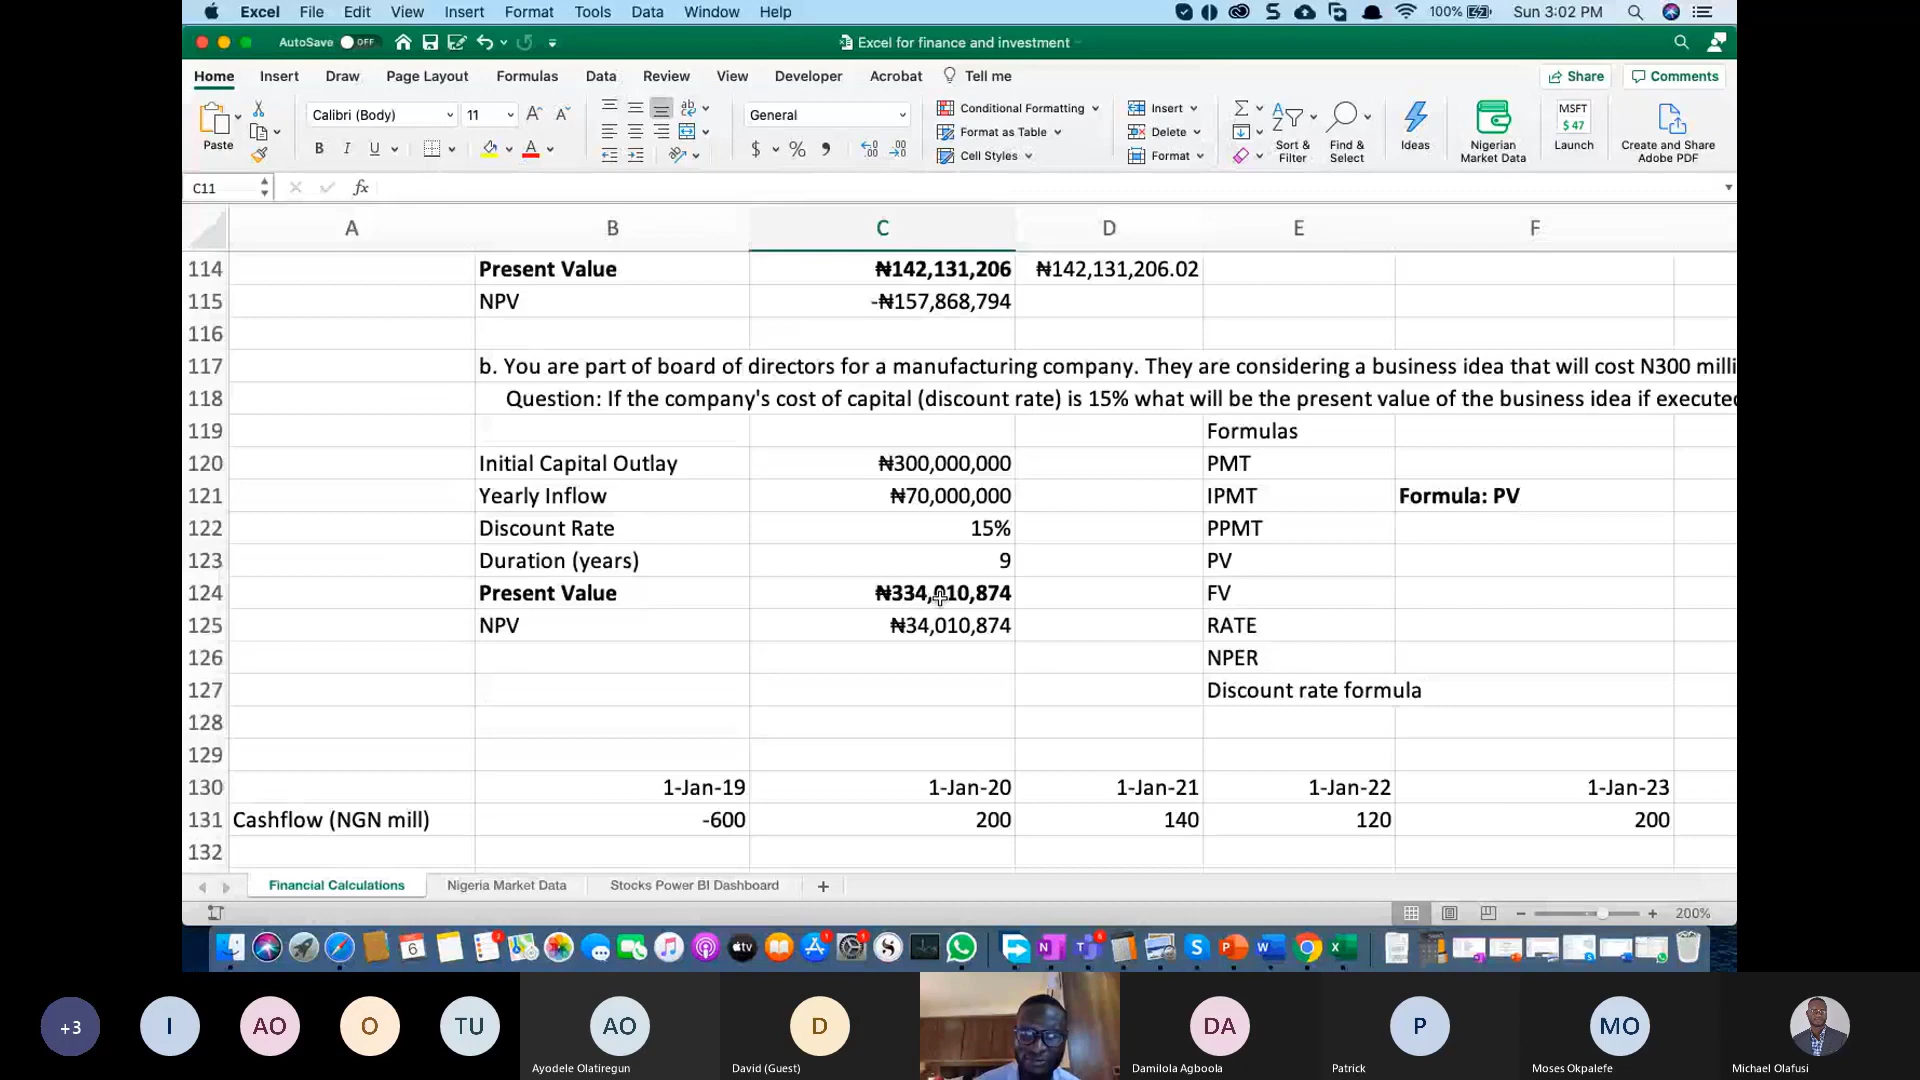 Excel File Edit View Insert Format Tools Data Window Help 100% Sun 3:02 PM
AutoSave OFF Excel for finance and investment
Home Insert Draw Page Layout Formulas Data Review View Developer Acrobat Tell me Share Comments
Paste Calibri (Body) 11 General Conditional Formatting Insert
Format as Table Delete
B I U $ % Cell Styles Format
Sort & Filter Find & Select Ideas Nigerian Market Data MSFT $ 47 Launch Create and Share Adobe PDF
C11 fx
A B C D E F
114 Present Value ₦142,131,206 ₦142,131,206.02
115 NPV -₦157,868,794
116
117 b. You are part of board of directors for a manufacturing company. They are considering a business idea that will cost N300 milli
118 Question: If the company's cost of capital (discount rate) is 15% what will be the present value of the business idea if execute
119 Formulas
120 Initial Capital Outlay ₦300,000,000 PMT
121 Yearly Inflow ₦70,000,000 IPMT Formula: PV
122 Discount Rate 15% PPMT
123 Duration (years) 9 PV
124 Present Value ₦334,010,874 FV
125 NPV ₦34,010,874 RATE
126 NPER
127 Discount rate formula
128
129
130 1-Jan-19 1-Jan-20 1-Jan-21 1-Jan-22 1-Jan-23
131 Cashflow (NGN mill) -600 200 140 120 200
132
Financial Calculations Nigeria Market Data Stocks Power BI Dashboard
200%
+3 I AO O TU AO D DA P MO
Ayodele Olatiregun David (Guest) Damilola Agboola Patrick Moses Okpalefe Michael Olafusi